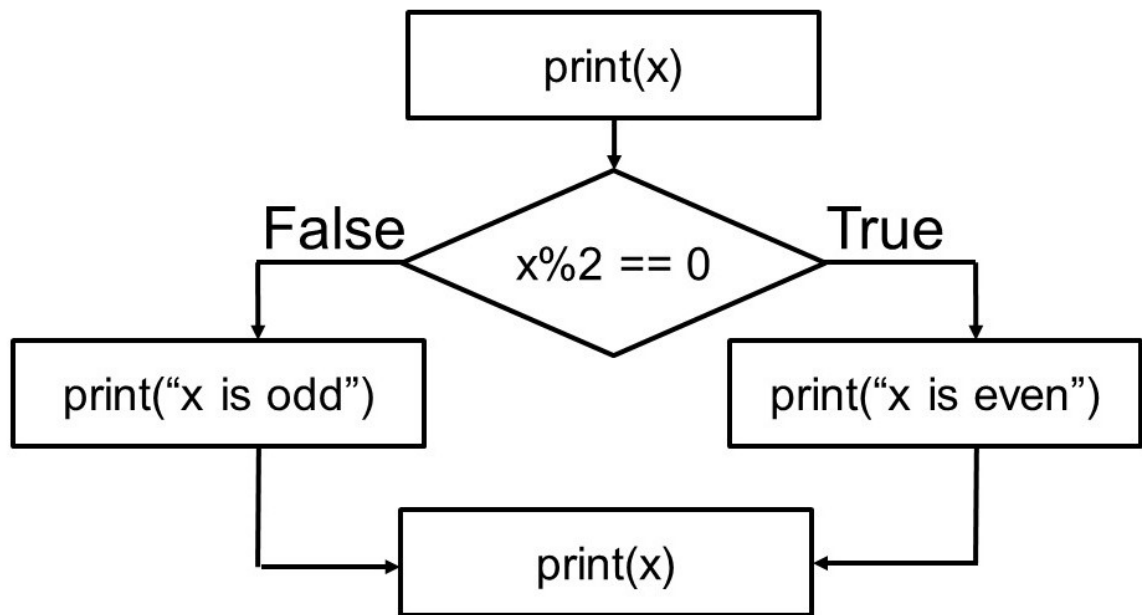 print(x)
False
True
x%2 == 0
print(“x is odd”)
print(“x is even”)
print(x)